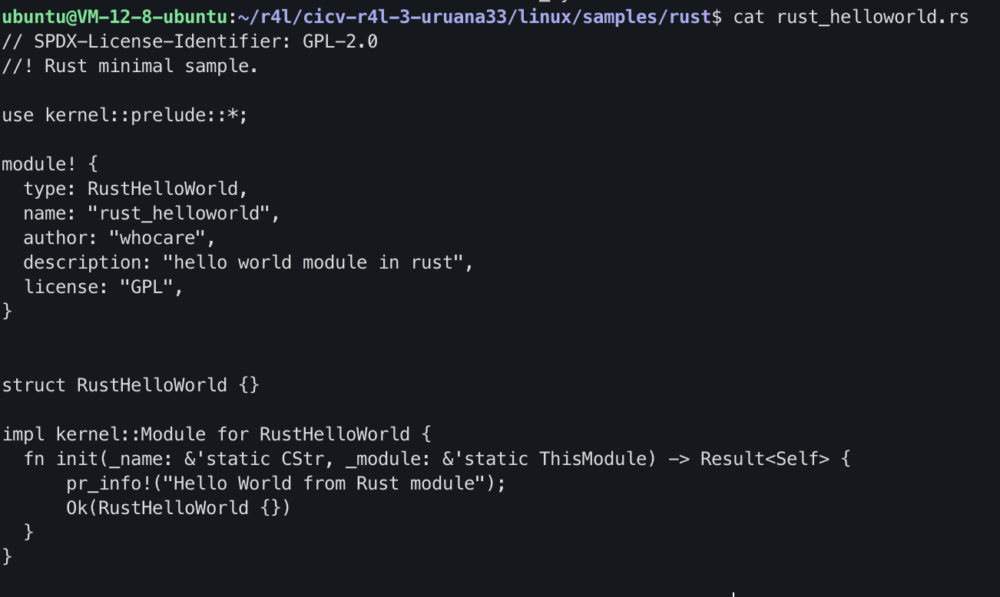 ubuntu@VM-12-8-ubuntu:~/r4l/cicv-r4l-3-uruana33/linux/samples/rust$ cat rust_helloworld.rs
// SPDX-License-Identifier: GPL-2.0
//! Rust minimal sample.

use kernel::prelude::*;

module! {
  type: RustHelloWorld,
  name: "rust_helloworld",
  author: "whocare",
  description: "hello world module in rust",
  license: "GPL",
}


struct RustHelloWorld {}

impl kernel::Module for RustHelloWorld {
  fn init(_name: &'static CStr, _module: &'static ThisModule) -> Result<Self> {
      pr_info!("Hello World from Rust module");
      Ok(RustHelloWorld {})
  }
}